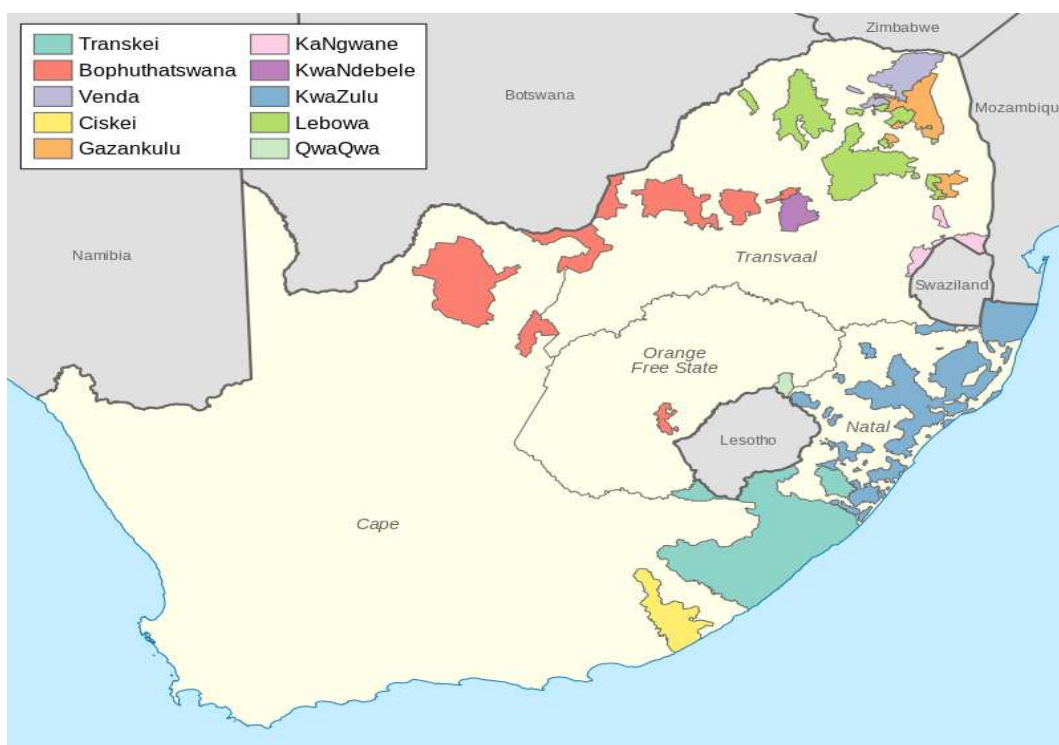 Transkei
Bophuthatswana
Venda
Ciskei
Gazankulu
KaNgwane
KwaNdebele
KwaZulu
Lebowa
QwaQwa
Zimbabwe
Botswana
Mozambiqu
Namibia
Transvaal
Swaziland
Orange
Free State
Natal
Lesotho
Cape